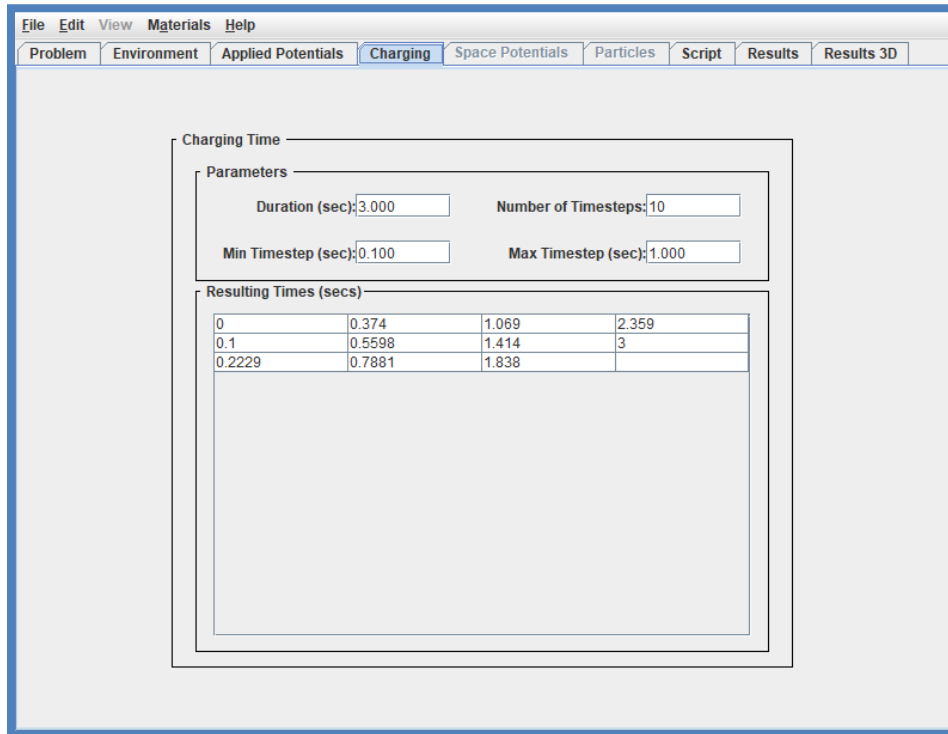 File Edit View Materials Help
Problem Environment Applied Potentials Charging Space Potentials Particles Script Results Results 3D
Charging Time
Parameters
Duration (sec): 3.000 Number of Timesteps: 10
Min Timestep (sec): 0.100 Max Timestep (sec): 1.000
Resulting Times (secs)
0 0.374 1.069 2.359
0.1 0.5598 1.414 3
0.2229 0.7881 1.838